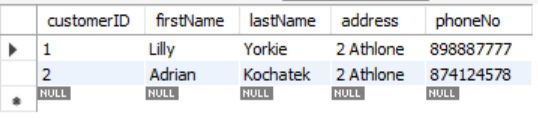 customerID firstName lastName address phoneNo
1 Lilly Yorkie 2 Athlone 898887777
2 Adrian Kochatek 2 Athlone 874124578
NULL NULL NULL NULL NULL